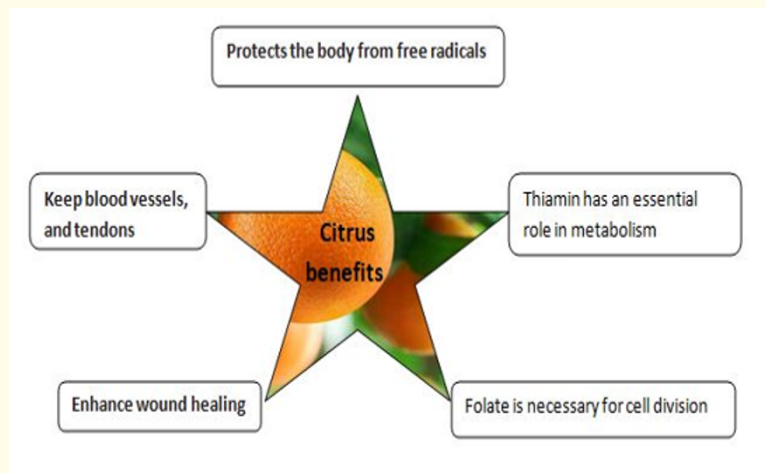 Protects the body from free radicals
Keep blood vessels,
and tendons
Thiamin has an essential
role in metabolism
Citrus
benefits
Enhance wound healing
Folate is necessary for cell division